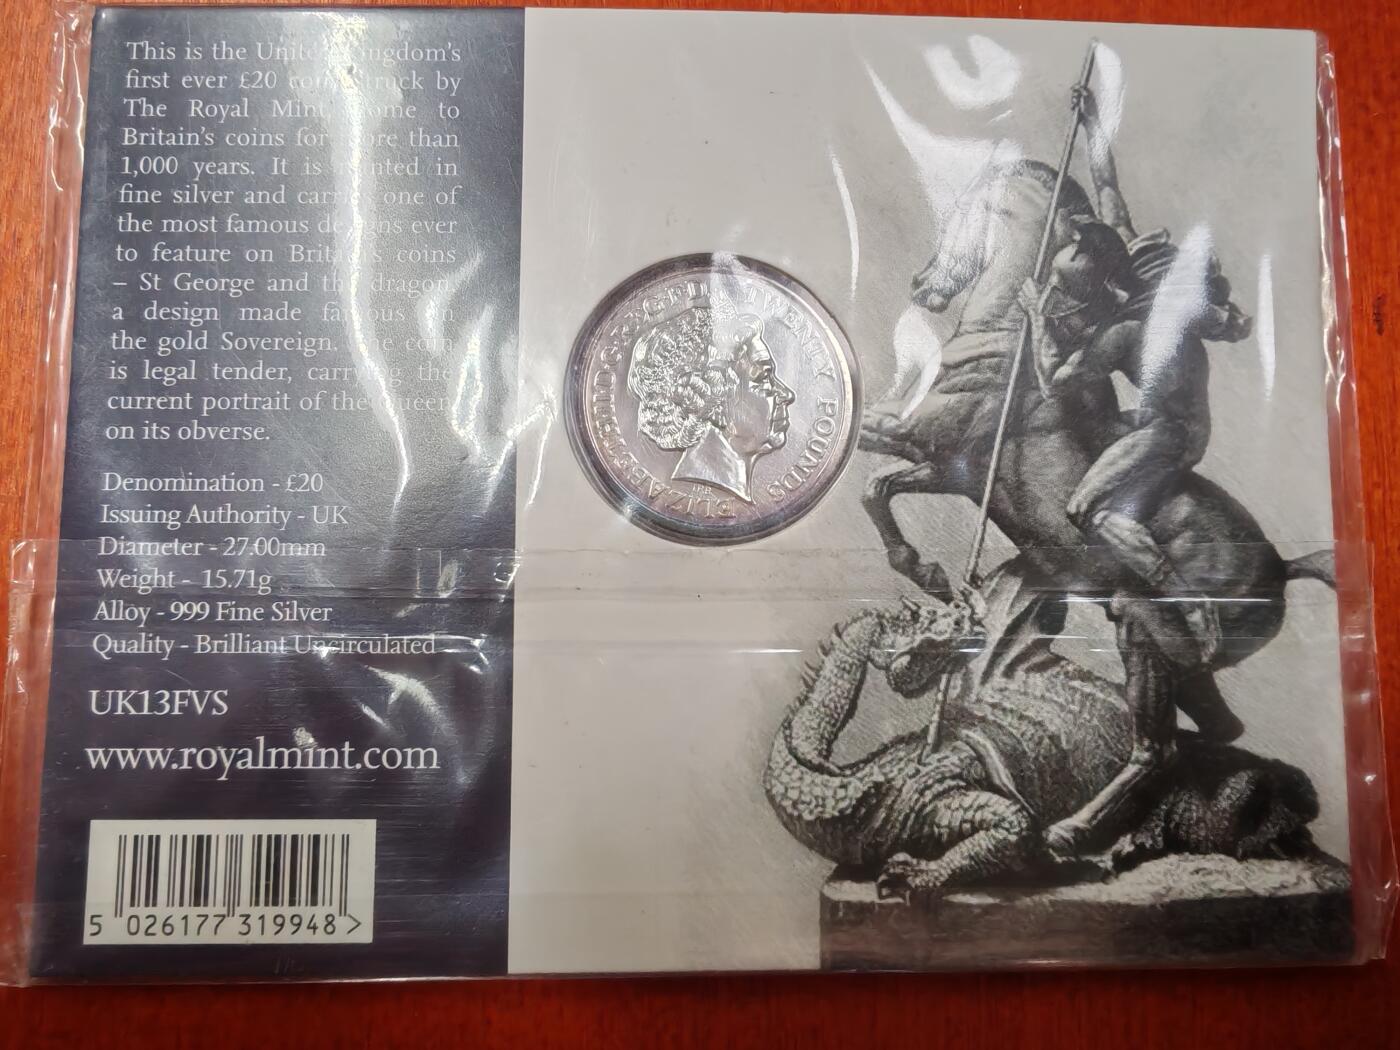 This is the United Kingdom's
first ever £20 coin struck by
The Royal Mint, home to
Britain's coins for more than
1,000 years. It is minted in
fine silver and carries one of
the most famous designs ever
to feature on Britain's coins
– St George and the dragon,
a design made famous on
the gold Sovereign. The coin
is legal tender, carrying the
current portrait of the Queen
on its obverse.
Denomination - £20
Issuing Authority - UK
Diameter - 27.00mm
Weight - 15.71g
Alloy - 999 Fine Silver
Quality - Brilliant Uncirculated
UK13FVS
www.royalmint.com
5 026177 319948 >
ELIZABETH II·D·G·REG·F·D· TWENTY POUNDS
IRB